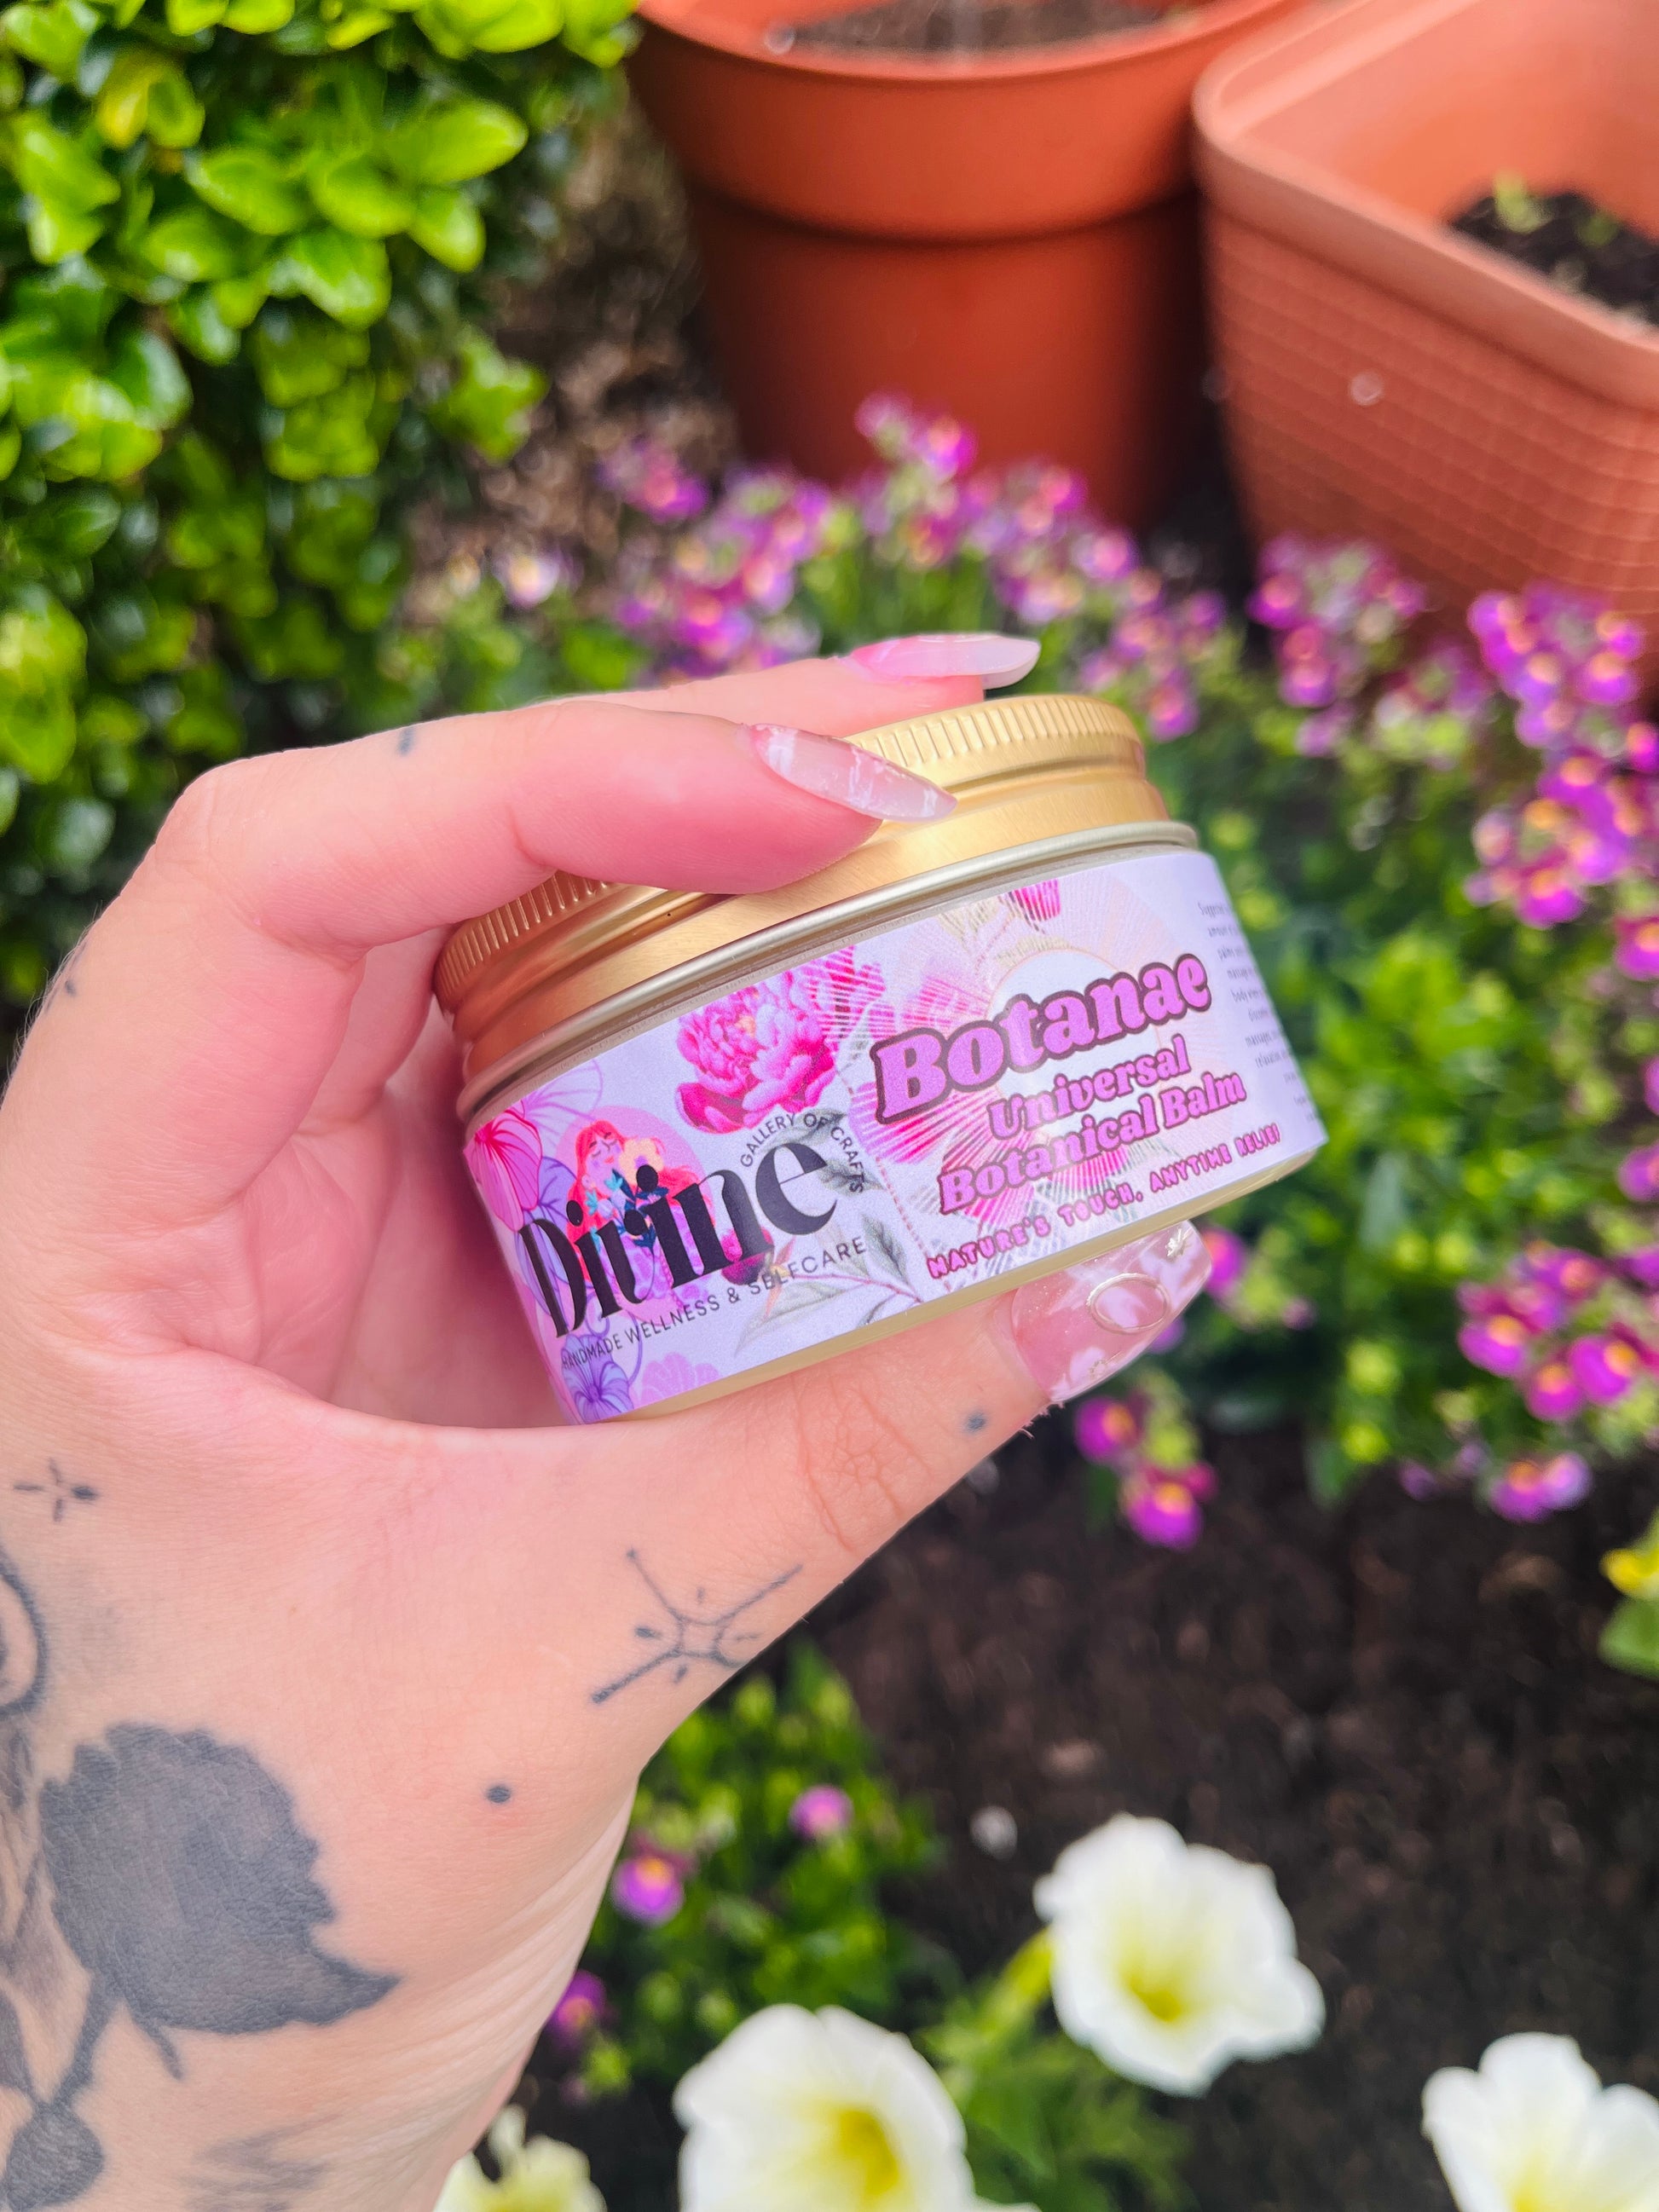 GALLERY OF CRAFTS
Divine
HANDMADE WELLNESS & SELFCARE
Botanae
Universal
Botanical Balm
NATURE'S TOUCH, ANYTIME RELIEF